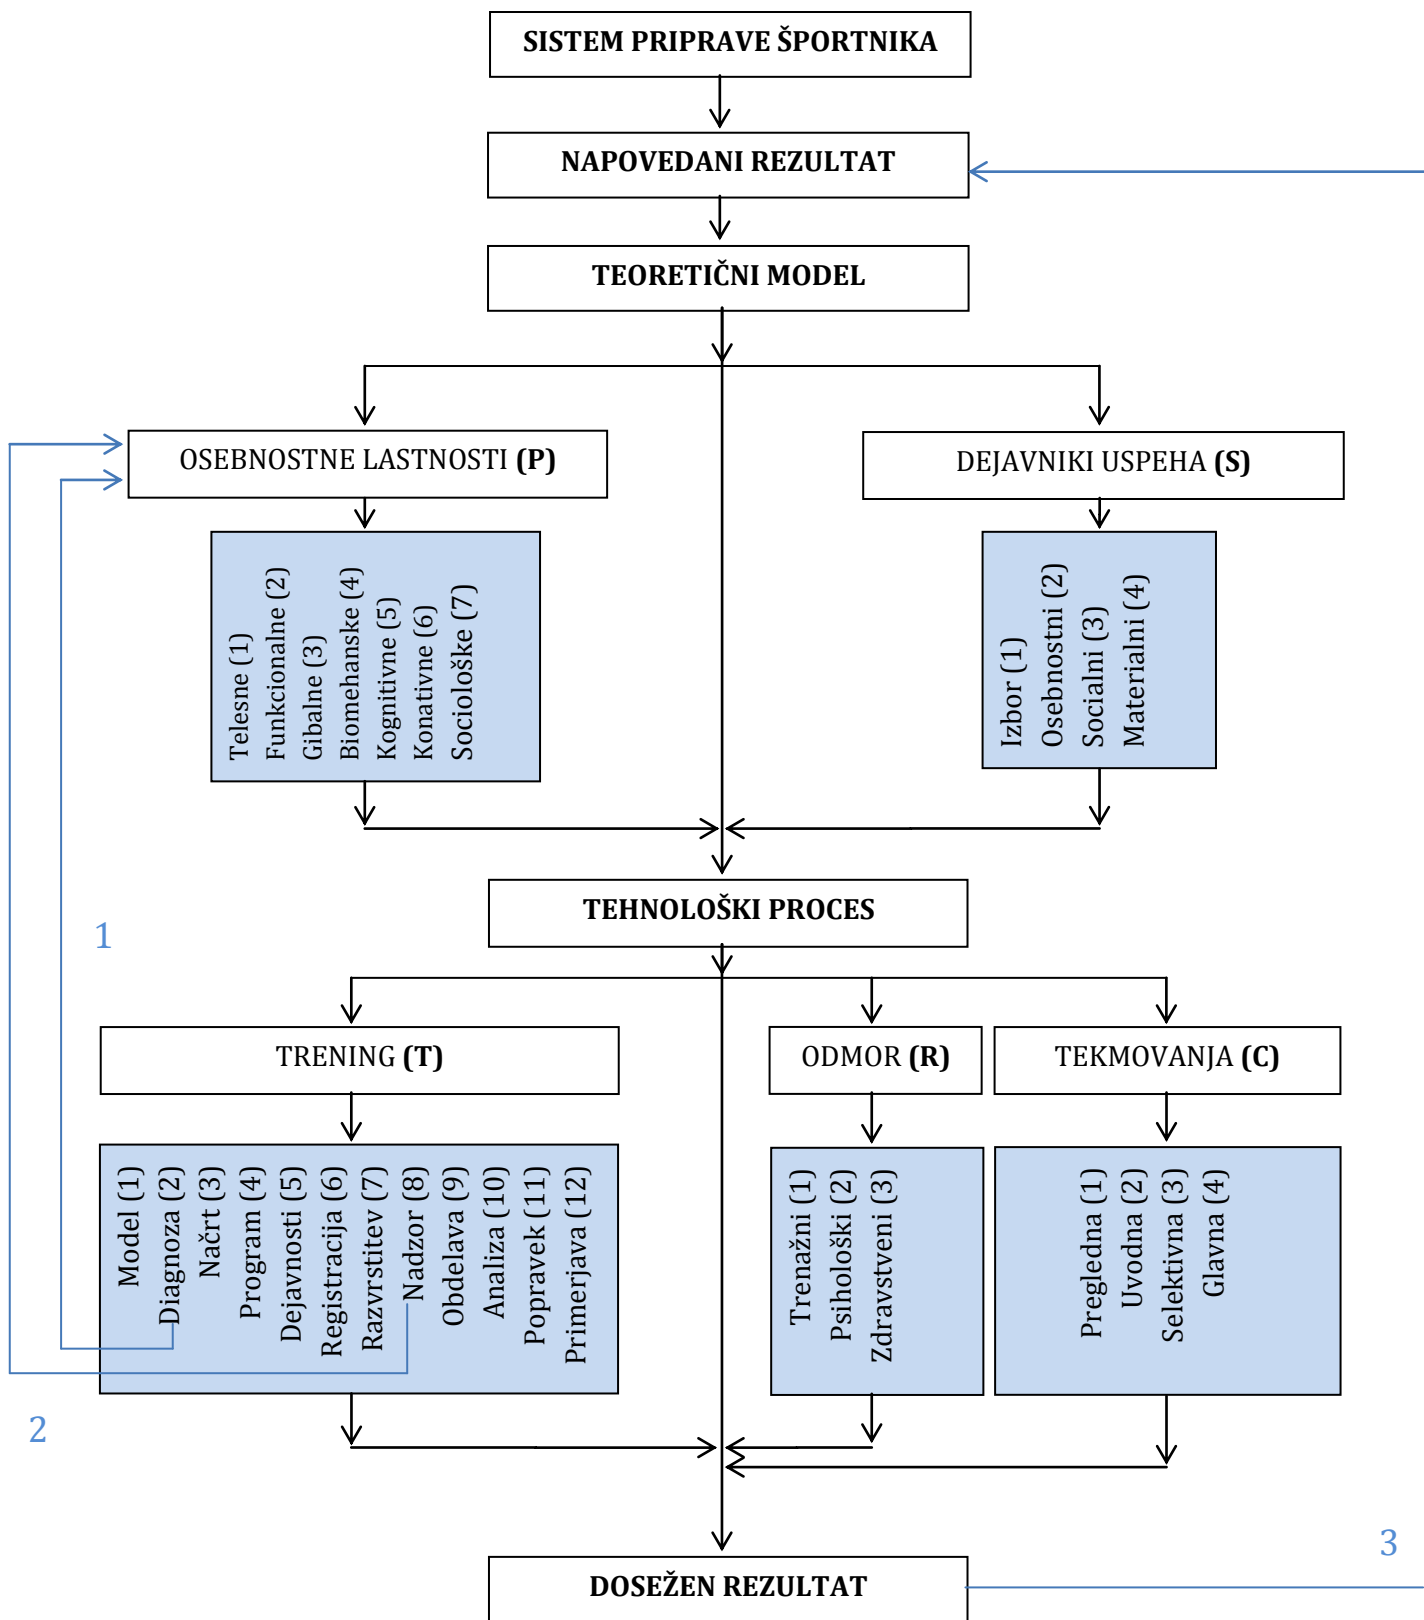 SISTEM PRIPRAVE ŠPORTNIKA
NAPOVEDANI REZULTAT
TEORETIČNI MODEL
OSEBNOSTNE LASTNOSTI (P)
DEJAVNIKI USPEHA (S)
Telesne (1)
Funkcionalne (2)
Gibalne (3)
Biomehanske (4)
Kognitivne (5)
Konativne (6)
Sociološke (7)
Izbor (1)
Osebnostni (2)
Socialni (3)
Materialni (4)
TEHNOLOŠKI PROCES
1
TRENING (T)
ODMOR (R)
TEKMOVANJA (C)
Model (1)
Diagnoza (2)
Načrt (3)
Program (4)
Dejavnosti (5)
Registracija (6)
Razvrstitev (7)
Nadzor (8)
Obdelava (9)
Analiza (10)
Popravek (11)
Primerjava (12)
Trenažni (1)
Psihološki (2)
Zdravstveni (3)
Pregledna (1)
Uvodna (2)
Selektivna (3)
Glavna (4)
2
3
DOSEŽEN REZULTAT